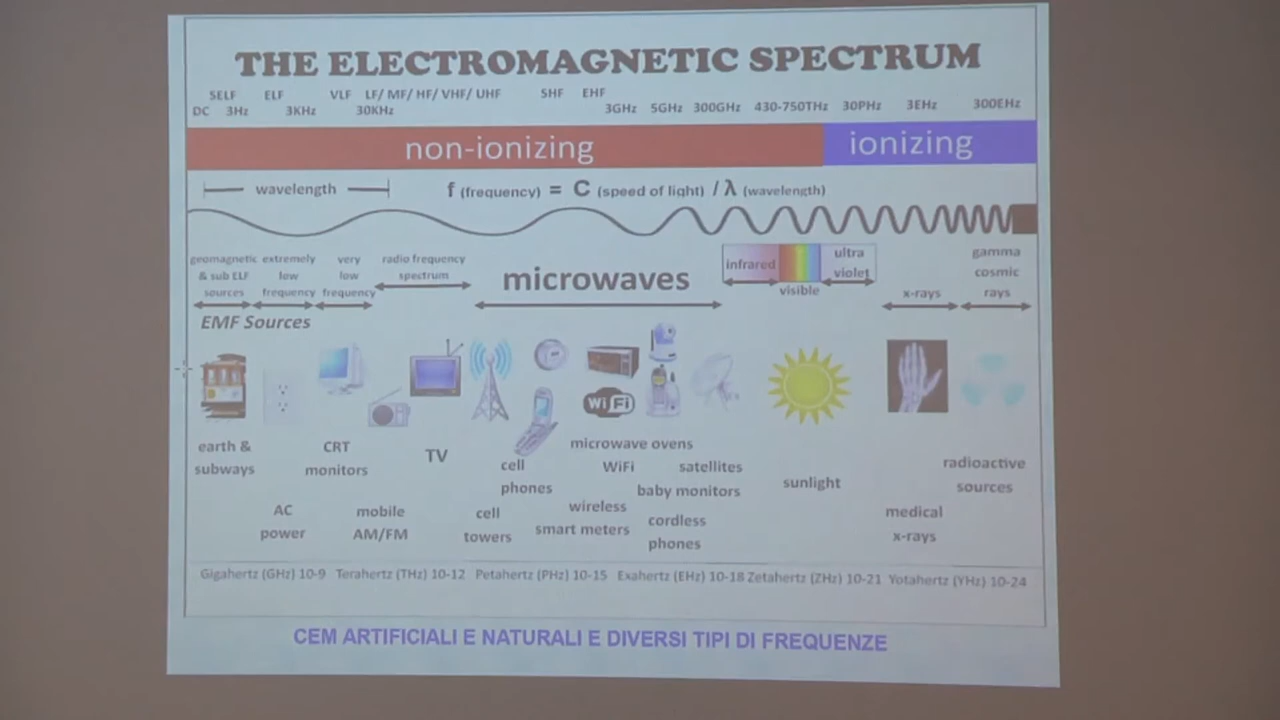 THE ELECTROMAGNETIC SPECTRUM
SELF ELF VLF LF/ MF/ HF/ VHF/ UHF SHF EHF
DC 3Hz 3KHz 30KHz 3GHz 5GHz 300GHz 430-750THz 30PHz 3EHz 300EHz
non-ionizing ionizing
wavelength f (frequency) = C (speed of light) / λ (wavelength)
geomagnetic & sub ELF sources
extremely low frequency
very low frequency
radio frequency spectrum
microwaves
infrared
visible
ultra violet
x-rays
gamma cosmic rays
EMF Sources
Wi Fi
earth & subways
AC power
CRT monitors
mobile AM/FM
TV
cell phones
cell towers
microwave ovens
WiFi
wireless smart meters
satellites
baby monitors
cordless phones
sunlight
medical x-rays
radioactive sources
Gigahertz (GHz) 10-9 Terahertz (THz) 10-12 Petahertz (PHz) 10-15 Exahertz (EHz) 10-18 Zetahertz (ZHz) 10-21 Yotahertz (YHz) 10-24
CEM ARTIFICIALI E NATURALI E DIVERSI TIPI DI FREQUENZE